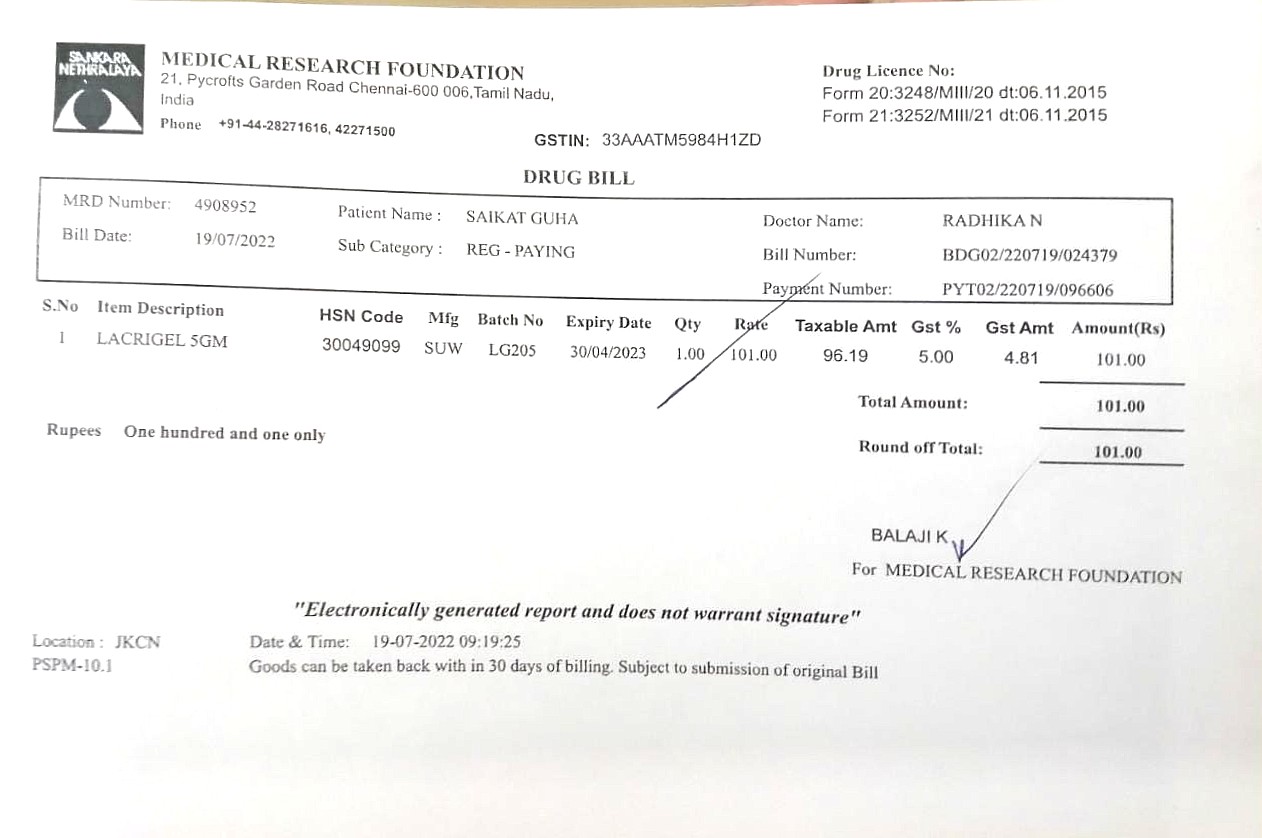 SANKARA
NETHRALAYA
MEDICAL RESEARCH FOUNDATION
21, Pycrofts Garden Road Chennai-600 006,Tamil Nadu,
India
Phone +91-44-28271616, 42271500
Drug Licence No:
Form 20:3248/MIII/20 dt:06.11.2015
Form 21:3252/MIII/21 dt:06.11.2015
GSTIN: 33AAATM5984H1ZD
DRUG BILL
MRD Number: 4908952 Patient Name : SAIKAT GUHA Doctor Name: RADHIKA N
Bill Date: 19/07/2022 Sub Category : REG - PAYING Bill Number: BDG02/220719/024379
Payment Number: PYT02/220719/096606
S.No Item Description HSN Code Mfg Batch No Expiry Date Qty Rate Taxable Amt Gst % Gst Amt Amount(Rs)
1 LACRIGEL 5GM 30049099 SUW LG205 30/04/2023 1.00 101.00 96.19 5.00 4.81 101.00
Total Amount: 101.00
Rupees One hundred and one only
Round off Total: 101.00
BALAJI K
For MEDICAL RESEARCH FOUNDATION
"Electronically generated report and does not warrant signature"
Location : JKCN Date & Time: 19-07-2022 09:19:25
PSPM-10.1 Goods can be taken back with in 30 days of billing. Subject to submission of original Bill